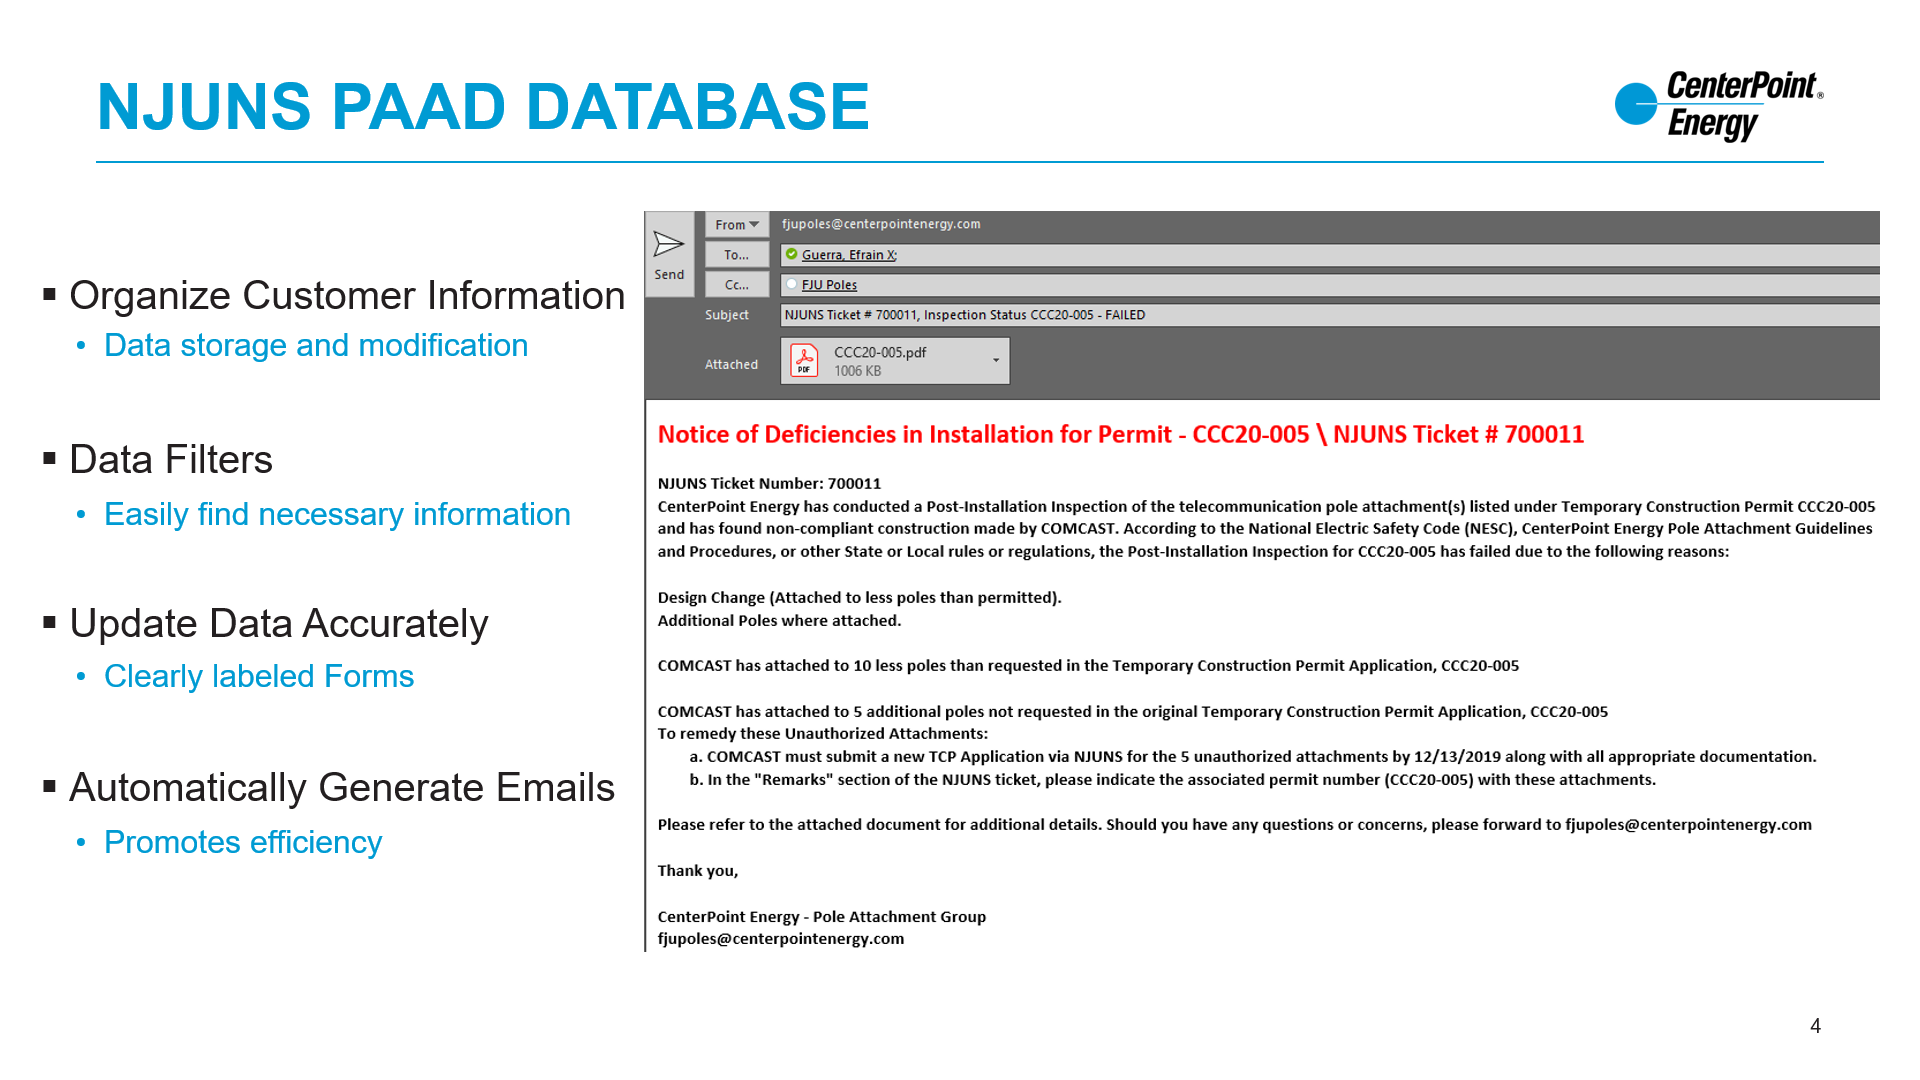 NJUNS PAAD DATABASE
CenterPoint®
Energy
▪ Organize Customer Information
• Data storage and modification
▪ Data Filters
• Easily find necessary information
▪ Update Data Accurately
• Clearly labeled Forms
▪ Automatically Generate Emails
• Promotes efficiency
Send
From
fjupoles@centerpointenergy.com
To...
Guerra, Efrain X;
Cc...
FJU Poles
Subject
NJUNS Ticket # 700011, Inspection Status CCC20-005 - FAILED
Attached
PDF
CCC20-005.pdf
1006 KB
Notice of Deficiencies in Installation for Permit - CCC20-005 \ NJUNS Ticket # 700011
NJUNS Ticket Number: 700011
CenterPoint Energy has conducted a Post-Installation Inspection of the telecommunication pole attachment(s) listed under Temporary Construction Permit CCC20-005
and has found non-compliant construction made by COMCAST. According to the National Electric Safety Code (NESC), CenterPoint Energy Pole Attachment Guidelines
and Procedures, or other State or Local rules or regulations, the Post-Installation Inspection for CCC20-005 has failed due to the following reasons:
Design Change (Attached to less poles than permitted).
Additional Poles where attached.
COMCAST has attached to 10 less poles than requested in the Temporary Construction Permit Application, CCC20-005
COMCAST has attached to 5 additional poles not requested in the original Temporary Construction Permit Application, CCC20-005
To remedy these Unauthorized Attachments:
a. COMCAST must submit a new TCP Application via NJUNS for the 5 unauthorized attachments by 12/13/2019 along with all appropriate documentation.
b. In the "Remarks" section of the NJUNS ticket, please indicate the associated permit number (CCC20-005) with these attachments.
Please refer to the attached document for additional details. Should you have any questions or concerns, please forward to fjupoles@centerpointenergy.com
Thank you,
CenterPoint Energy - Pole Attachment Group
fjupoles@centerpointenergy.com
4